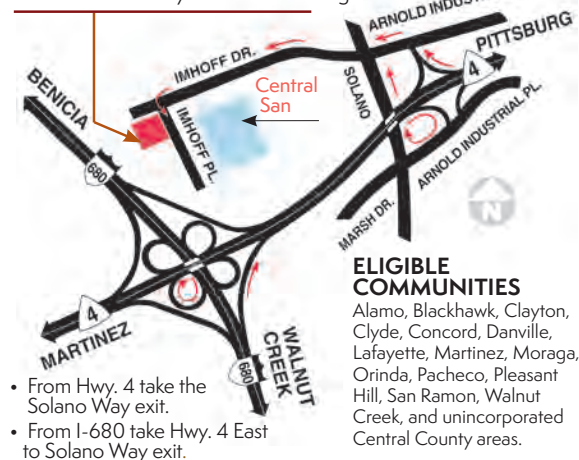 ARNOLD INDUST
PITTSBURG
4
IMHOFF DR.
SOLANO
BENICIA
Central
San
IMHOFF PL.
ARNOLD INDUSTRIAL PL.
680
MARSH DR.
N
4
MARTINEZ
680
WALNUT
CREEK
ELIGIBLE
COMMUNITIES
Alamo, Blackhawk, Clayton,
Clyde, Concord, Danville,
Lafayette, Martinez, Moraga,
Orinda, Pacheco, Pleasant
Hill, San Ramon, Walnut
Creek, and unincorporated
Central County areas.
• From Hwy. 4 take the
Solano Way exit.
• From I-680 take Hwy. 4 East
to Solano Way exit.